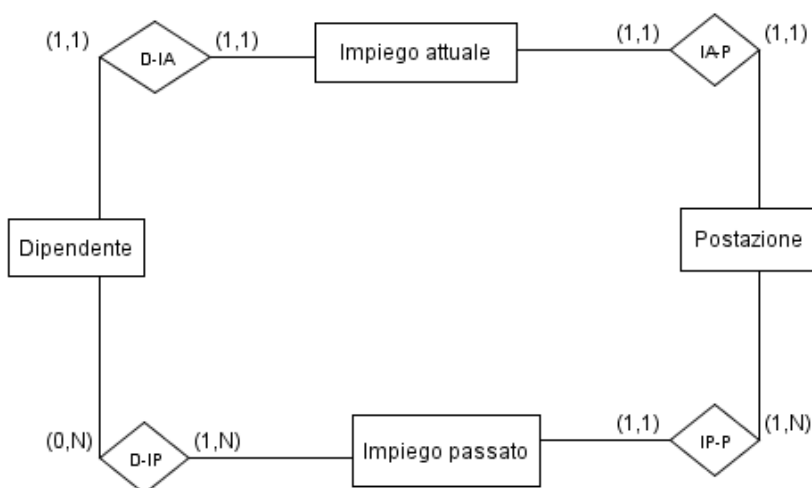 (1,1) D-IA (1,1) Impiego attuale (1,1) IA-P (1,1)
Dipendente Postazione
(0,N) D-IP (1,N) Impiego passato (1,1) IP-P (1,N)